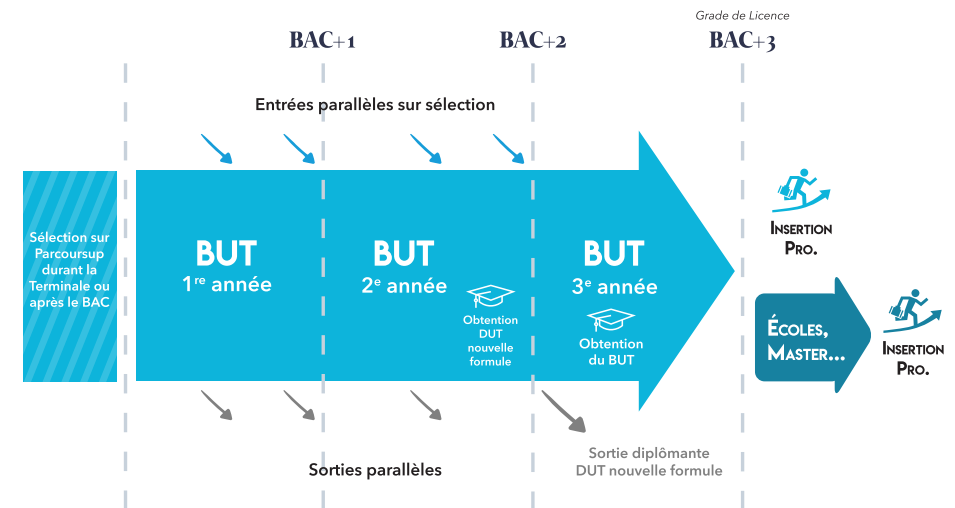 Grade de Licence
BAC+1
BAC+2
BAC+3
Entrées parallèles sur sélection
Sélection sur
Parcoursup
durant la
Terminale ou
après le BAC
BUT
1re année
BUT
2e année
Obtention
DUT
nouvelle
formule
BUT
3e année
Obtention
du BUT
INSERTION
PRO.
ÉCOLES,
MASTER...
INSERTION
PRO.
Sorties parallèles
Sortie diplômante
DUT nouvelle formule